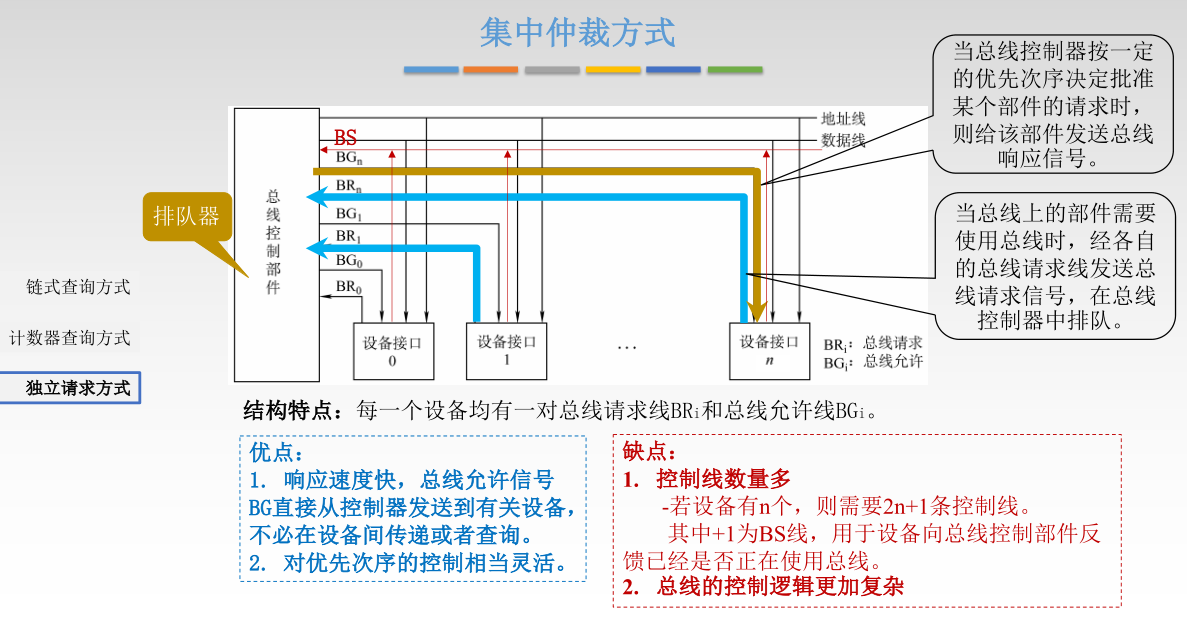 集中仲裁方式
当总线控制器按一定
的优先次序决定批准
某个部件的请求时，
则给该部件发送总线
响应信号。
地址线
BS
数据线
BGn
BRn
排队器
总
线
控
制
部
件
BG1
BR1
BG0
BR0
当总线上的部件需要
使用总线时，经各自
的总线请求线发送总
线请求信号，在总线
控制器中排队。
链式查询方式
计数器查询方式
独立请求方式
设备接口
0
设备接口
1
...
设备接口
n
BRi：总线请求
BGi：总线允许
结构特点：每一个设备均有一对总线请求线BRi和总线允许线BGi。
优点：
1. 响应速度快，总线允许信号
BG直接从控制器发送到有关设备，
不必在设备间传递或者查询。
2. 对优先次序的控制相当灵活。
缺点：
1. 控制线数量多
-若设备有n个，则需要2n+1条控制线。
其中+1为BS线，用于设备向总线控制部件反
馈已经是否正在使用总线。
2. 总线的控制逻辑更加复杂